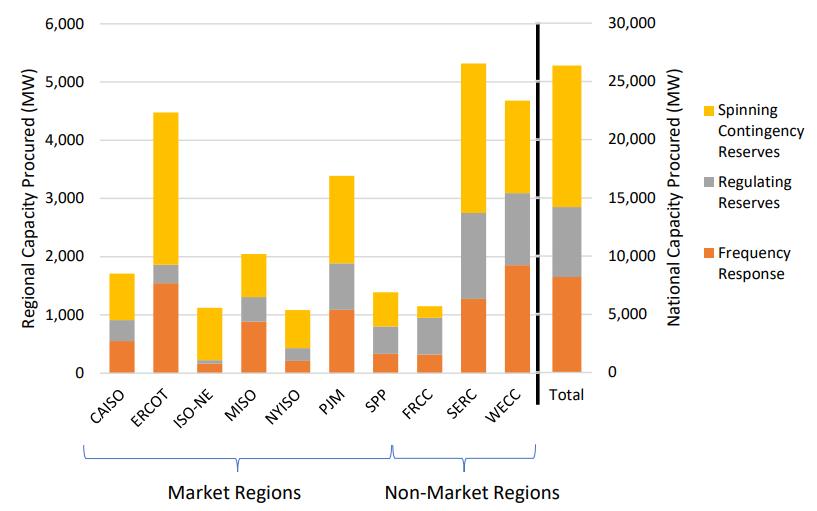 6,000
5,000
4,000
3,000
2,000
1,000
0
Regional Capacity Procured (MW)
30,000
25,000
20,000
15,000
10,000
5,000
0
National Capacity Procured (MW)
Spinning
Contingency
Reserves
Regulating
Reserves
Frequency
Response
CAISO
ERCOT
ISO-NE
MISO
NYISO
PJM
SPP
FRCC
SERC
WECC
Total
Market Regions
Non-Market Regions